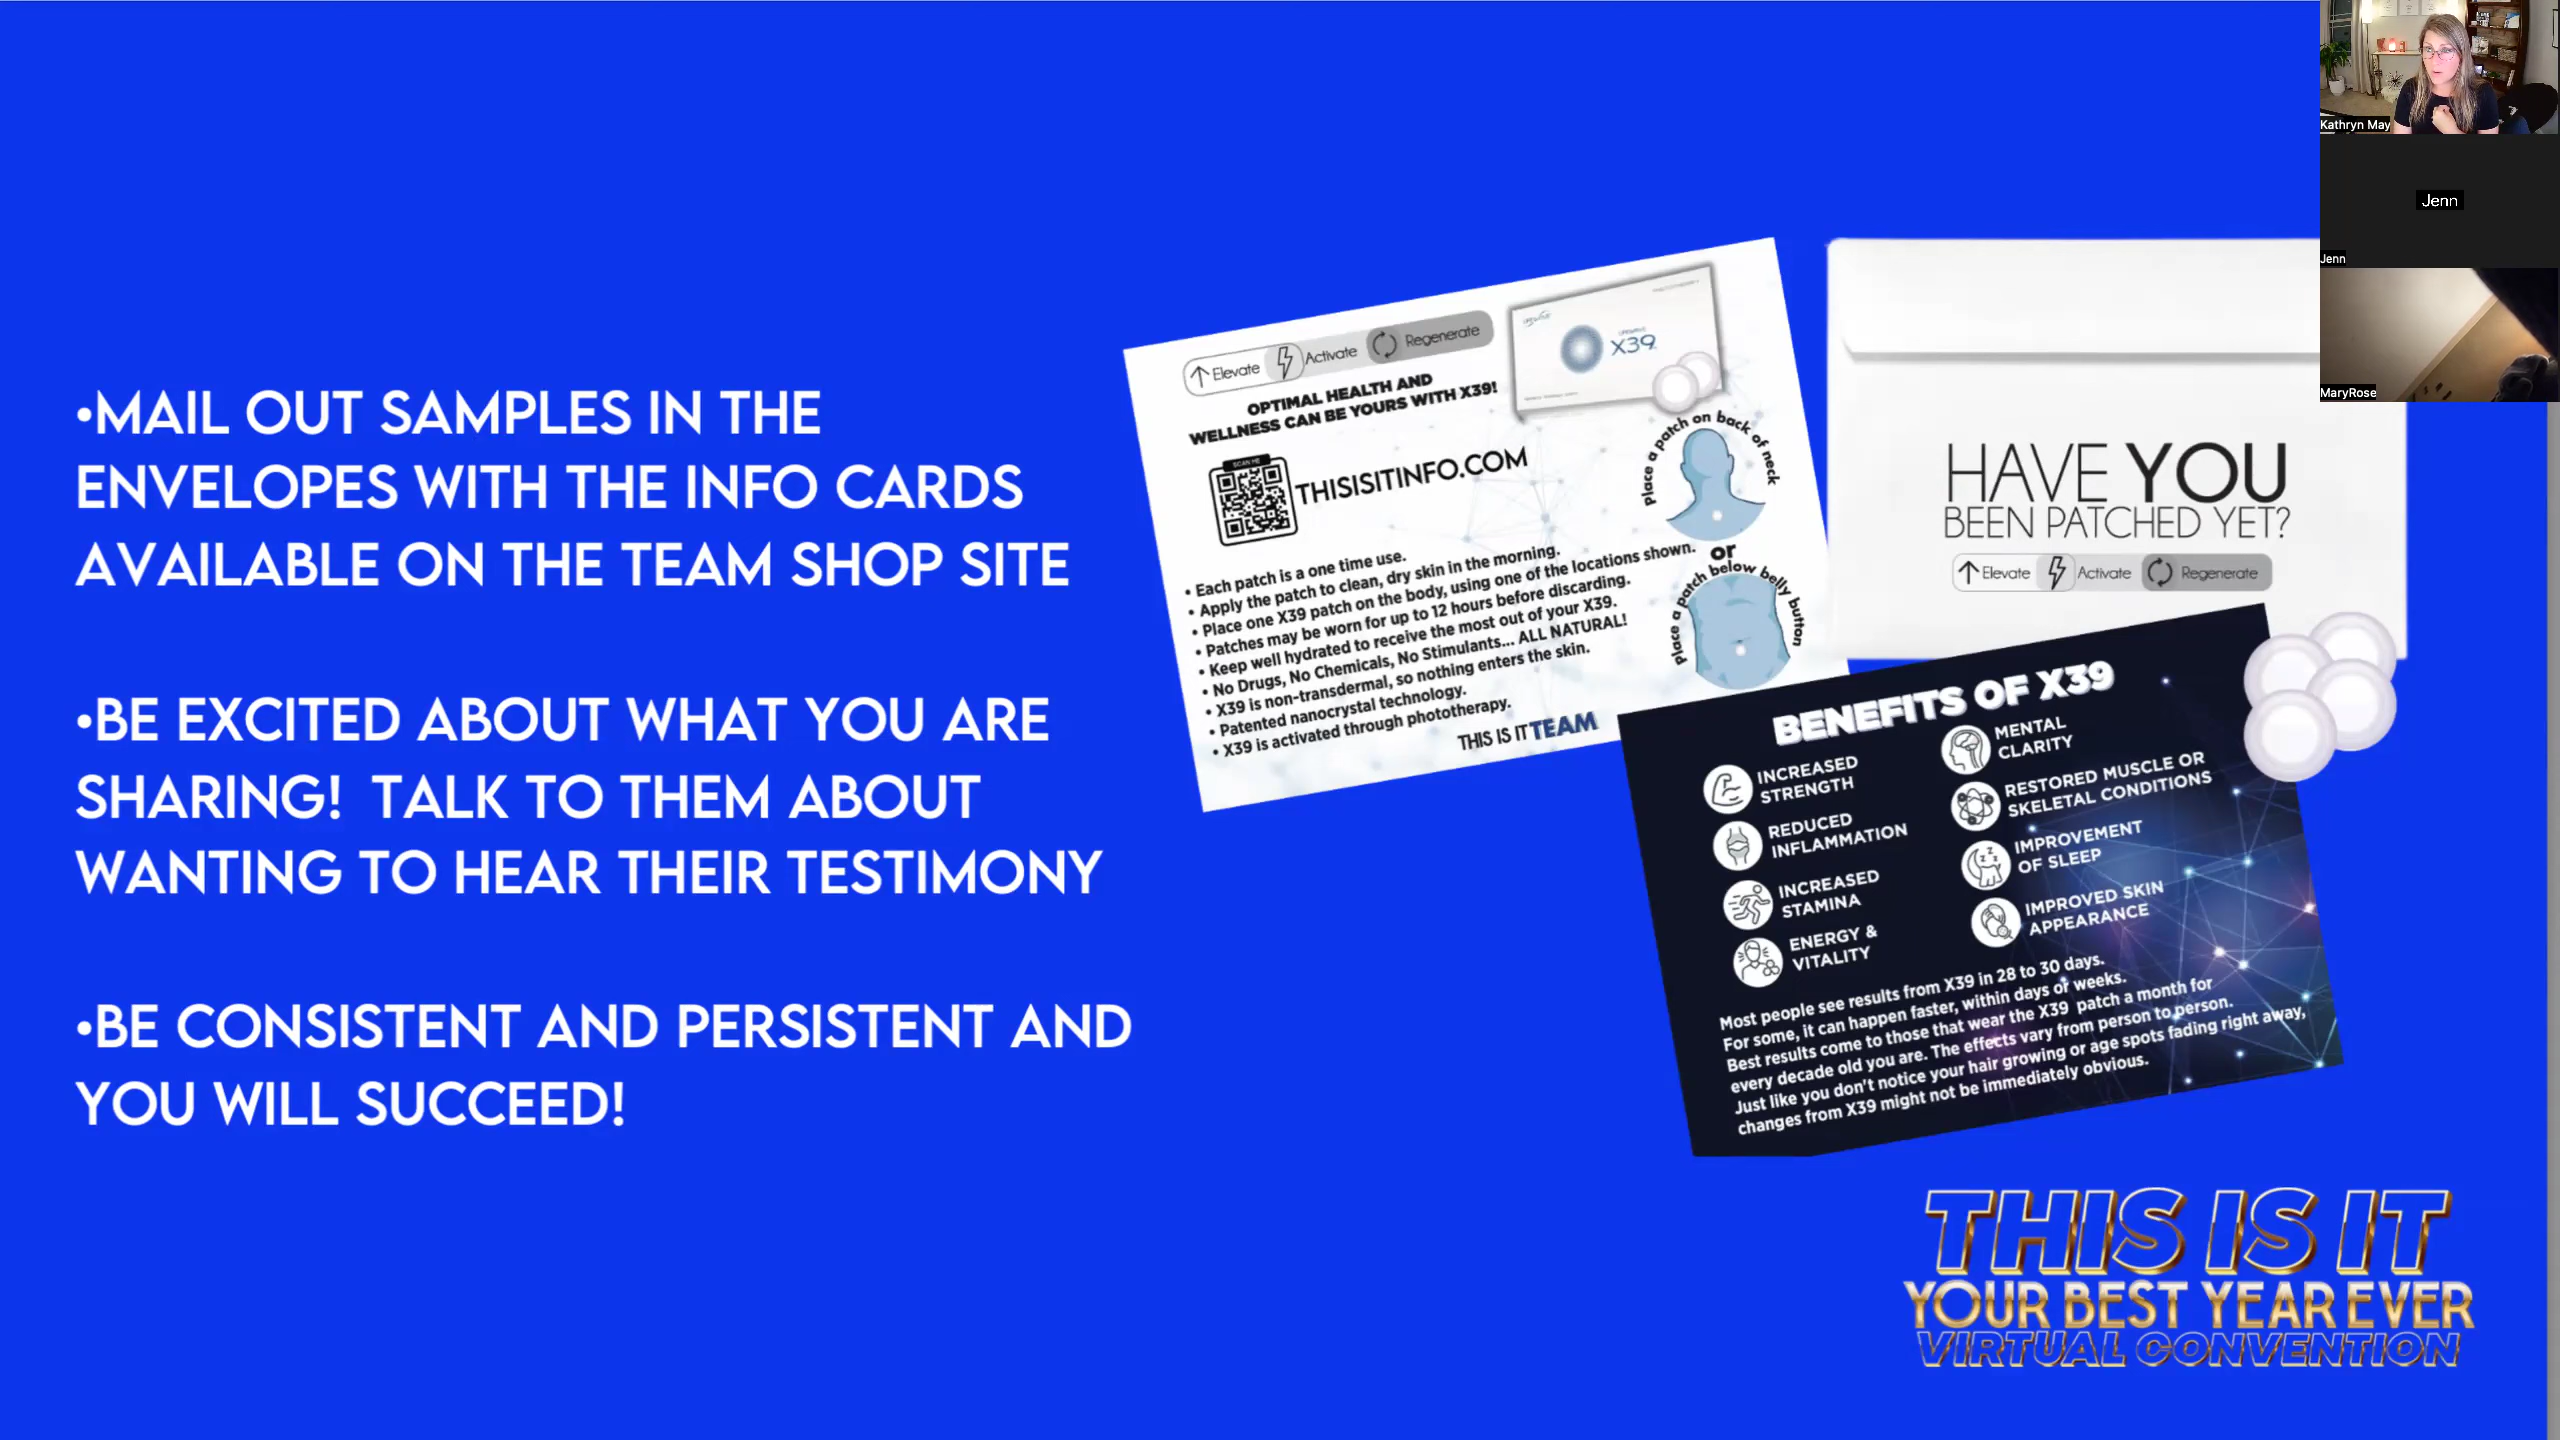 •MAIL OUT SAMPLES IN THE
ENVELOPES WITH THE INFO CARDS
AVAILABLE ON THE TEAM SHOP SITE
•BE EXCITED ABOUT WHAT YOU ARE
SHARING! TALK TO THEM ABOUT
WANTING TO HEAR THEIR TESTIMONY
•BE CONSISTENT AND PERSISTENT AND
YOU WILL SUCCEED!
Elevate Activate Regenerate
OPTIMAL HEALTH AND
WELLNESS CAN BE YOURS WITH X39!
SCAN ME
THISISITINFO.COM
LIFEWAVE
X39
Place a patch on back of neck
or
Place a patch below belly button
• Each patch is a one time use.
• Apply the patch to clean, dry skin in the morning.
• Place one X39 patch on the body, using one of the locations shown.
• Patches may be worn for up to 12 hours before discarding.
• Keep well hydrated to receive the most out of your X39.
• No Drugs, No Chemicals, No Stimulants... ALL NATURAL!
• X39 is non-transdermal, so nothing enters the skin.
• Patented nanocrystal technology.
• X39 is activated through phototherapy.
THIS IS IT TEAM
HAVE YOU
BEEN PATCHED YET?
Elevate Activate Regenerate
BENEFITS OF X39
INCREASED
STRENGTH
REDUCED
INFLAMMATION
INCREASED
STAMINA
ENERGY &
VITALITY
MENTAL
CLARITY
RESTORED MUSCLE OR
SKELETAL CONDITIONS
IMPROVEMENT
OF SLEEP
IMPROVED SKIN
APPEARANCE
Most people see results from X39 in 28 to 30 days.
For some, it can happen faster, within days or weeks.
Best results come to those that wear the X39 patch a month for
every decade old you are. The effects vary from person to person.
Just like you don't notice your hair growing or age spots fading right away,
changes from X39 might not be immediately obvious.
THIS IS IT
YOUR BEST YEAR EVER
VIRTUAL CONVENTION
Kathryn May
Jenn
Jenn
MaryRose